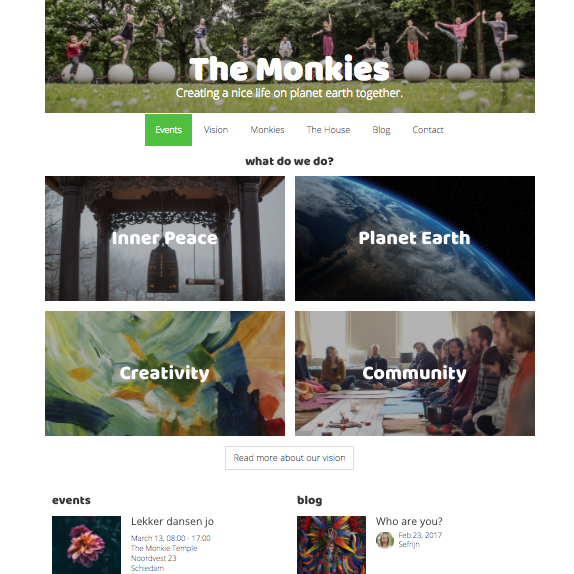 The Monkies
Creating a nice life on planet earth together.
Events Vision Monkies The House Blog Contact
what do we do?
Inner Peace
Planet Earth
Creativity
Community
Read more about our vision
events
Lekker dansen jo
March 13, 08:00 - 17:00
The Monkie Temple
Noordvest 23
Schiedam
blog
Who are you?
Feb 23, 2017
Sefrijn